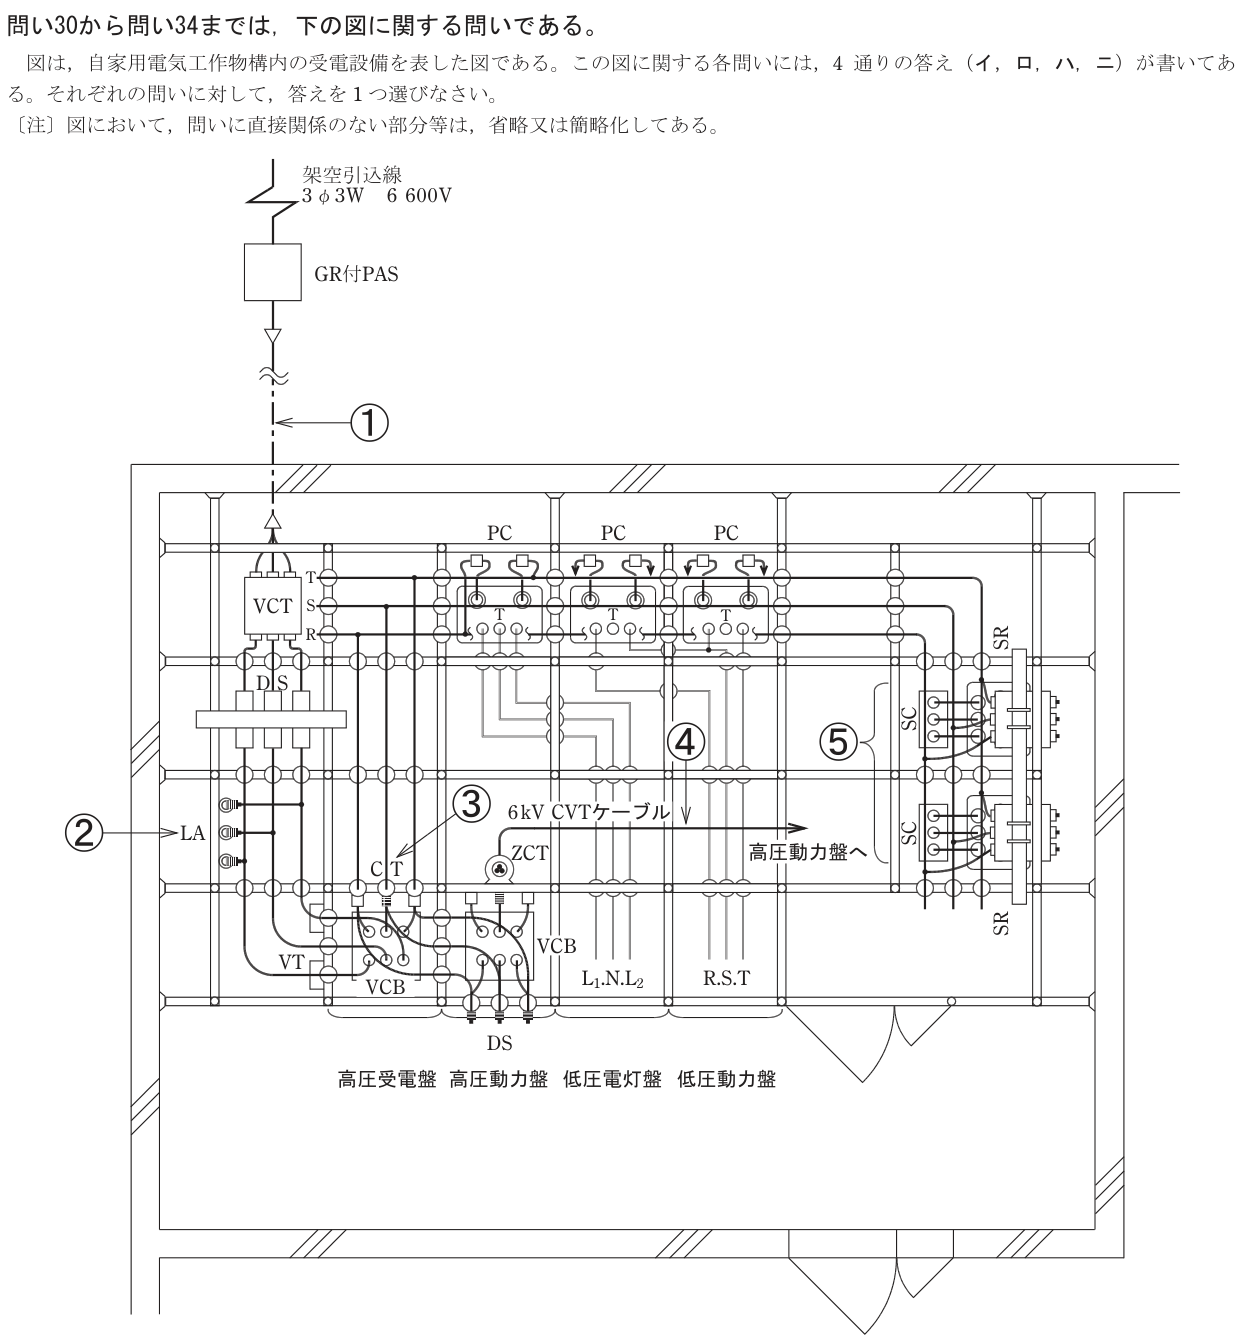 問い30から問い34までは，下の図に関する問いである。
図は，自家用電気工作物構内の受電設備を表した図である。この図に関する各問いには，4 通りの答え（イ，ロ，ハ，ニ）が書いてあ
る。それぞれの問いに対して，答えを 1 つ選びなさい。
〔注〕図において，問いに直接関係のない部分等は，省略又は簡略化してある。
架空引込線
3φ3W 6 600V
GR付PAS
①
PC PC PC
T
VCT S T T T
R
SR
DS
SC
④ ⑤
③
6kV CVTケーブル
② LA
ZCT 高圧動力盤へ
SC
CT
SR
VCB
VT L₁.N.L₂ R.S.T
VCB
DS
高圧受電盤 高圧動力盤 低圧電灯盤 低圧動力盤